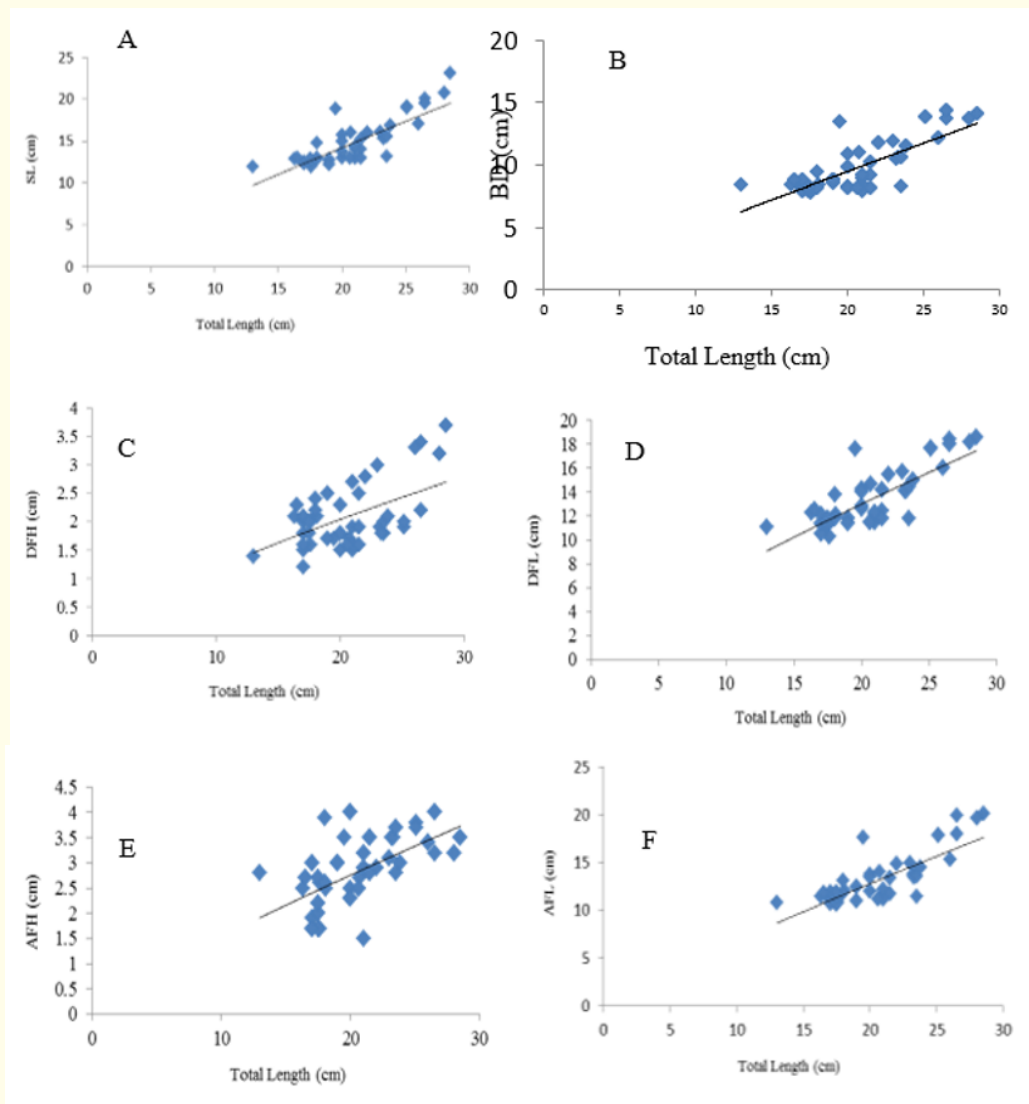 A
25
20
15
10
5
0
SL (cm)
0 5 10 15 20 25 30
Total Length (cm)
B
20
15
10
5
0
BD (cm)
0 5 10 15 20 25 30
Total Length (cm)
C
4
3.5
3
2.5
2
1.5
1
0.5
0
DFH (cm)
0 10 20 30
Total Length (cm)
D
20
18
16
14
12
10
8
6
4
2
0
DFL (cm)
0 5 10 15 20 25 30
Total Length (cm)
E
4.5
4
3.5
3
2.5
2
1.5
1
0.5
0
AFH (cm)
0 10 20 30
Total Length (cm)
F
25
20
15
10
5
0
AFL (cm)
0 5 10 15 20 25 30
Total Length (cm)